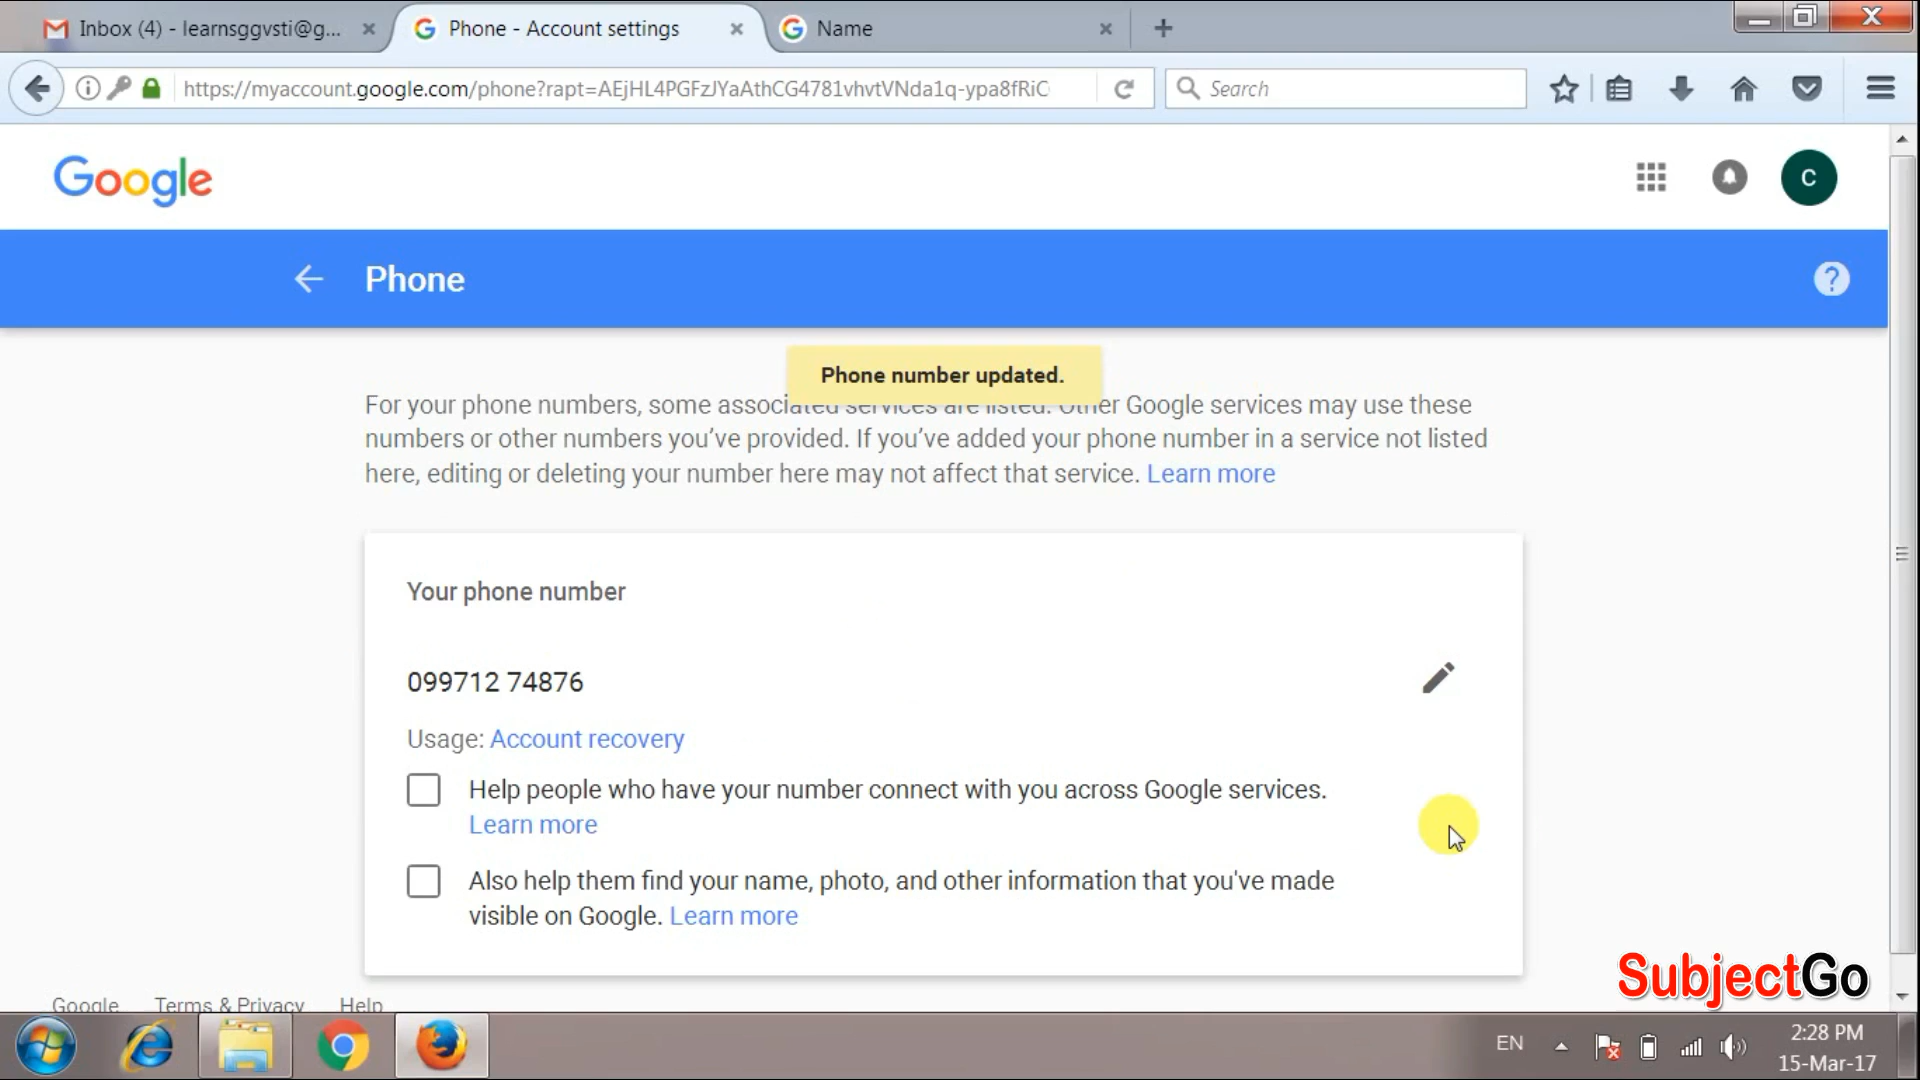 Inbox (4) - learnsggvsti@g...
Phone - Account settings
Name
https://myaccount.google.com/phone?rapt=AEjHL4PGFzJYaAthCG4781vhvtVNda1q-ypa8fRiC
Search
Google
C
Phone
?
Phone number updated.
For your phone numbers, some associated services are listed. Other Google services may use these
numbers or other numbers you’ve provided. If you’ve added your phone number in a service not listed
here, editing or deleting your number here may not affect that service. Learn more
Your phone number
099712 74876
Usage: Account recovery
Help people who have your number connect with you across Google services.
Learn more
Also help them find your name, photo, and other information that you've made
visible on Google. Learn more
SubjectGo
Google Terms & Privacy Help
EN
2:28 PM
15-Mar-17